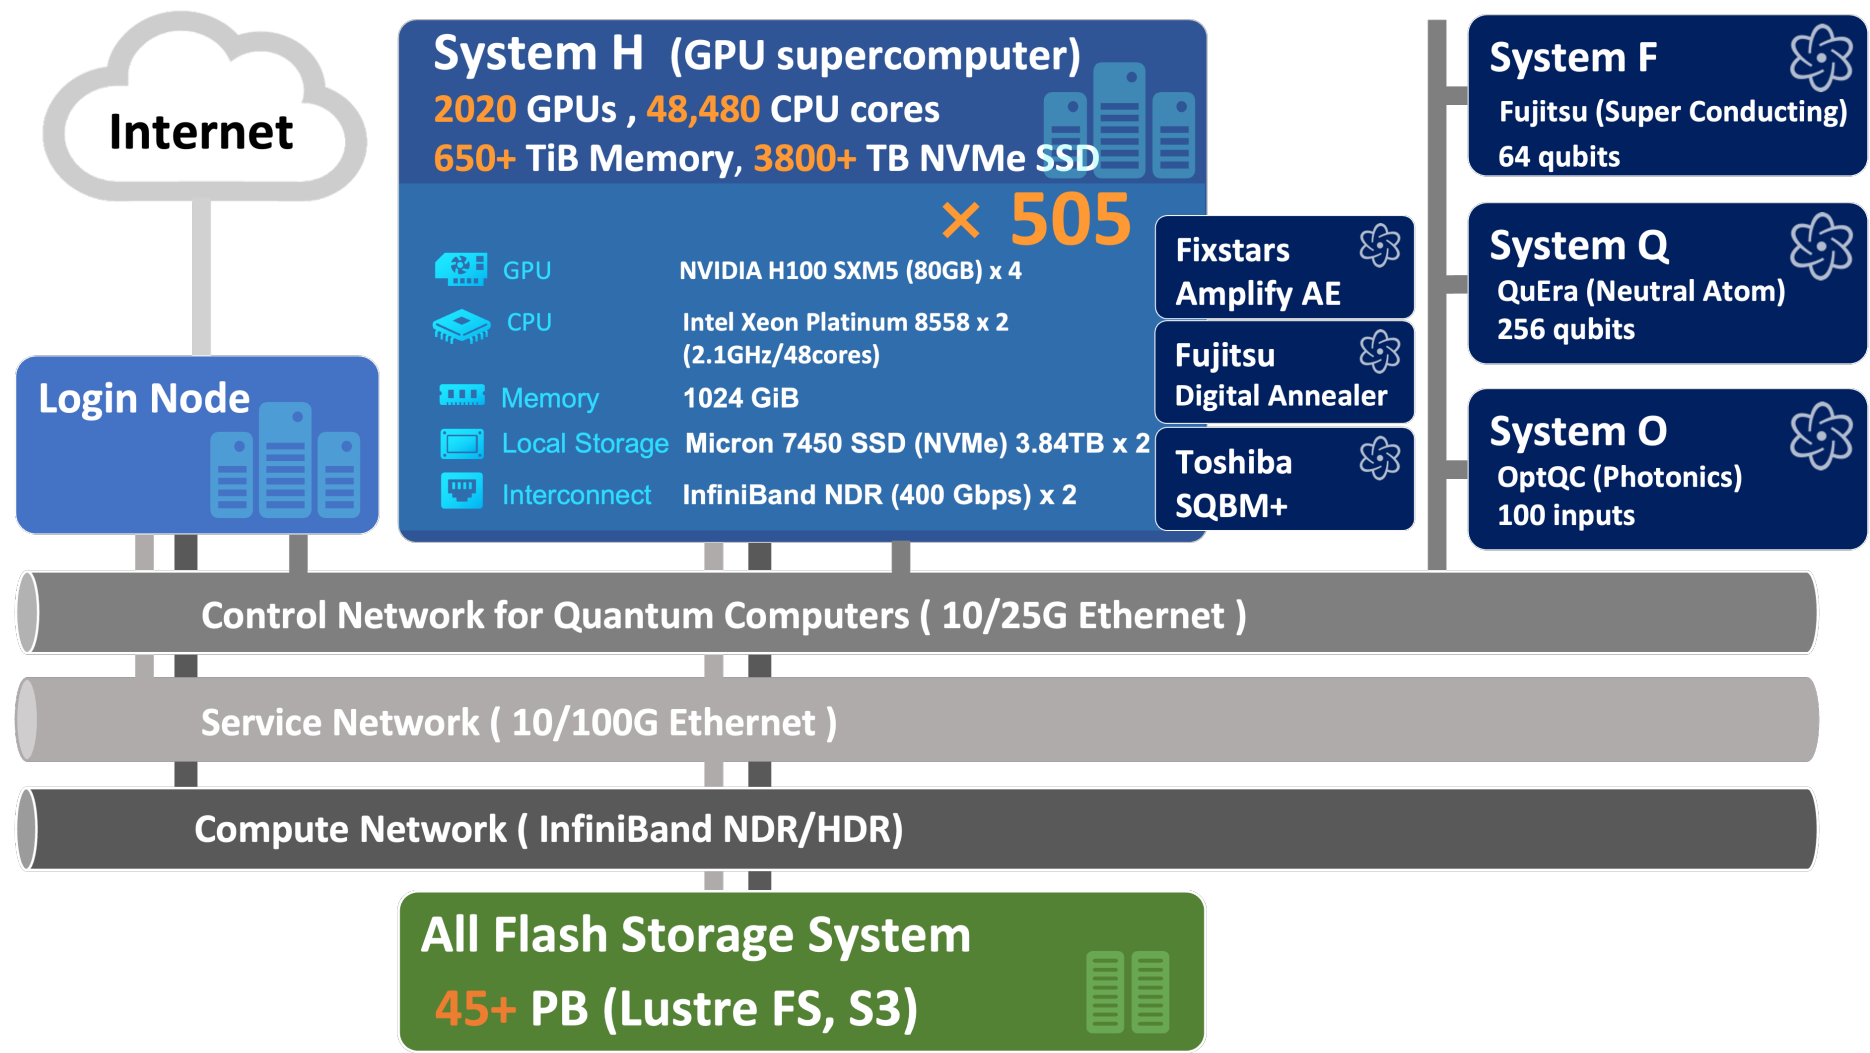 Internet
System H (GPU supercomputer)
2020 GPUs , 48,480 CPU cores
650+ TiB Memory, 3800+ TB NVMe SSD
× 505
GPU NVIDIA H100 SXM5 (80GB) x 4
CPU Intel Xeon Platinum 8558 x 2
(2.1GHz/48cores)
Memory 1024 GiB
Local Storage Micron 7450 SSD (NVMe) 3.84TB x 2
Interconnect InfiniBand NDR (400 Gbps) x 2
Fixstars
Amplify AE
Fujitsu
Digital Annealer
Toshiba
SQBM+
System F
Fujitsu (Super Conducting)
64 qubits
System Q
QuEra (Neutral Atom)
256 qubits
System O
OptQC (Photonics)
100 inputs
Login Node
Control Network for Quantum Computers ( 10/25G Ethernet )
Service Network ( 10/100G Ethernet )
Compute Network ( InfiniBand NDR/HDR)
All Flash Storage System
45+ PB (Lustre FS, S3)